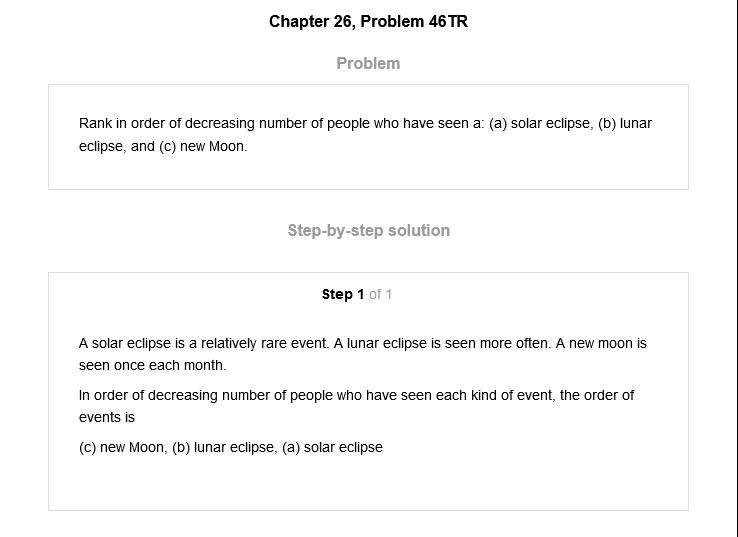 Chapter 26, Problem 46TR
Problem
Rank in order of decreasing number of people who have seen a: (a) solar eclipse, (b) lunar
eclipse, and (c) new Moon.
Step-by-step solution
Step 1 of 1
A solar eclipse is a relatively rare event. A lunar eclipse is seen more often. A new moon is
seen once each month.
In order of decreasing number of people who have seen each kind of event, the order of
events is
(c) new Moon, (b) lunar eclipse, (a) solar eclipse